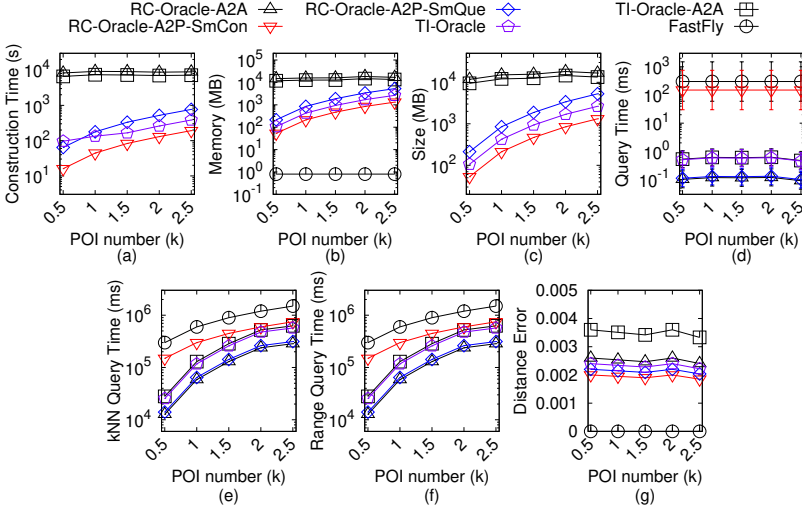 RC-Oracle-A2A RC-Oracle-A2P-SmQue TI-Oracle-A2A
RC-Oracle-A2P-SmCon TI-Oracle FastFly
Construction Time (s)
10^4
10^3
10^2
10^1
0.5 1 1.5 2 2.5
POI number (k)
(a)
Memory (MB)
10^5
10^4
10^3
10^2
10^1
10^0
10^-1
0.5 1 1.5 2 2.5
POI number (k)
(b)
Size (MB)
10^4
10^3
10^2
0.5 1 1.5 2 2.5
POI number (k)
(c)
Query Time (ms)
10^3
10^2
10^1
10^0
10^-1
0.5 1 1.5 2 2.5
POI number (k)
(d)
kNN Query Time (ms)
10^6
10^5
10^4
0.5 1 1.5 2 2.5
POI number (k)
(e)
Range Query Time (ms)
10^6
10^5
10^4
0.5 1 1.5 2 2.5
POI number (k)
(f)
Distance Error
0.005
0.004
0.003
0.002
0.001
0
0.5 1 1.5 2 2.5
POI number (k)
(g)